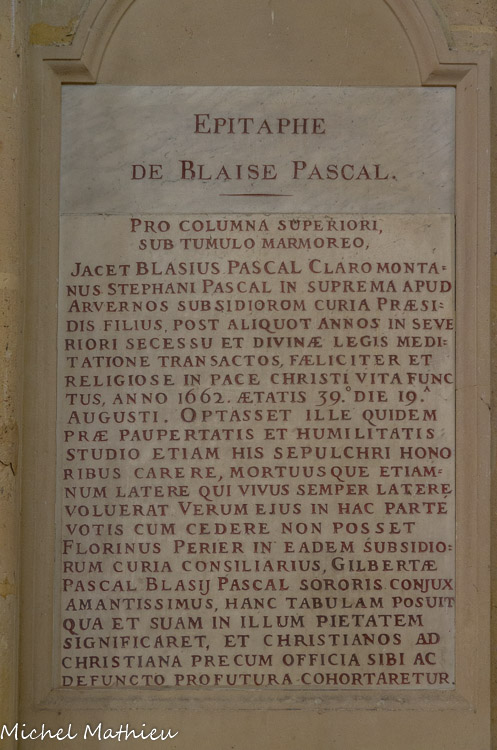 EPITAPHE
DE BLAISE PASCAL.
PRO COLUMNA SUPERIORI,
SUB TUMULO MARMOREO,
JACET BLASIUS PASCAL CLAROMONTA-
NUS STEPHANI PASCAL IN SUPREMA APUD
ARVERNOS SUBSIDIORUM CURIA PRÆSI-
DIS FILIUS, POST ALIQUOT ANNOS IN SEVE
RIORI SECESSU ET DIVINÆ LEGIS MEDI-
TATIONE TRANSACTOS, FÆLICITER ET
RELIGIOSE IN PACE CHRISTI VITA FUNC
TUS, ANNO 1662. ÆTATIS 39.° DIE 19.A
AUGUSTI. OPTASSET ILLE QUIDEM
PRÆ PAUPERTATIS ET HUMILITATIS
STUDIO ETIAM HIS SEPULCHRI HONO
RIBUS CARERE, MORTUUSQUE ETIAM-
NUM LATERE QUI VIVUS SEMPER LATERE
VOLUERAT VERUM EJUS IN HAC PARTE
VOTIS CUM CEDERE NON POSSET
FLORINUS PERIER IN EADEM SUBSIDIO-
RUM CURIA CONSILIARIUS, GILBERTÆ
PASCAL BLASIJ PASCAL SORORIS CONJUX
AMANTISSIMUS, HANC TABULAM POSUIT
QUA ET SUAM IN ILLUM PIETATEM
SIGNIFICARET, ET CHRISTIANOS AD
CHRISTIANA PRECUM OFFICIA SIBI AC
DEFUNCTO PROFUTURA COHORTARETUR.
Michel Mathieu